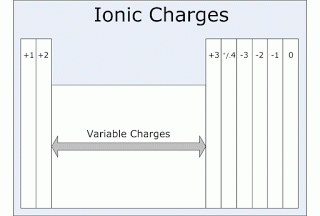 Ionic Charges
+1 +2 +3 +/-4 -3 -2 -1 0
Variable Charges